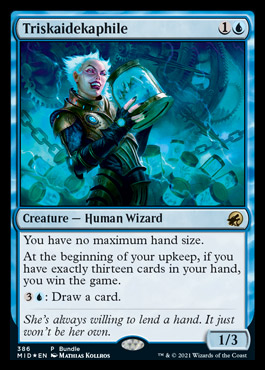 Triskaidekaphile 1
Creature — Human Wizard
You have no maximum hand size.
At the beginning of your upkeep, if you
have exactly thirteen cards in your hand,
you win the game.
3 : Draw a card.
She's always willing to lend a hand. It just
won't be her own.
1/3
386 P Bundle
MID EN Mathias Kollros
™ & © 2021 Wizards of the Coast